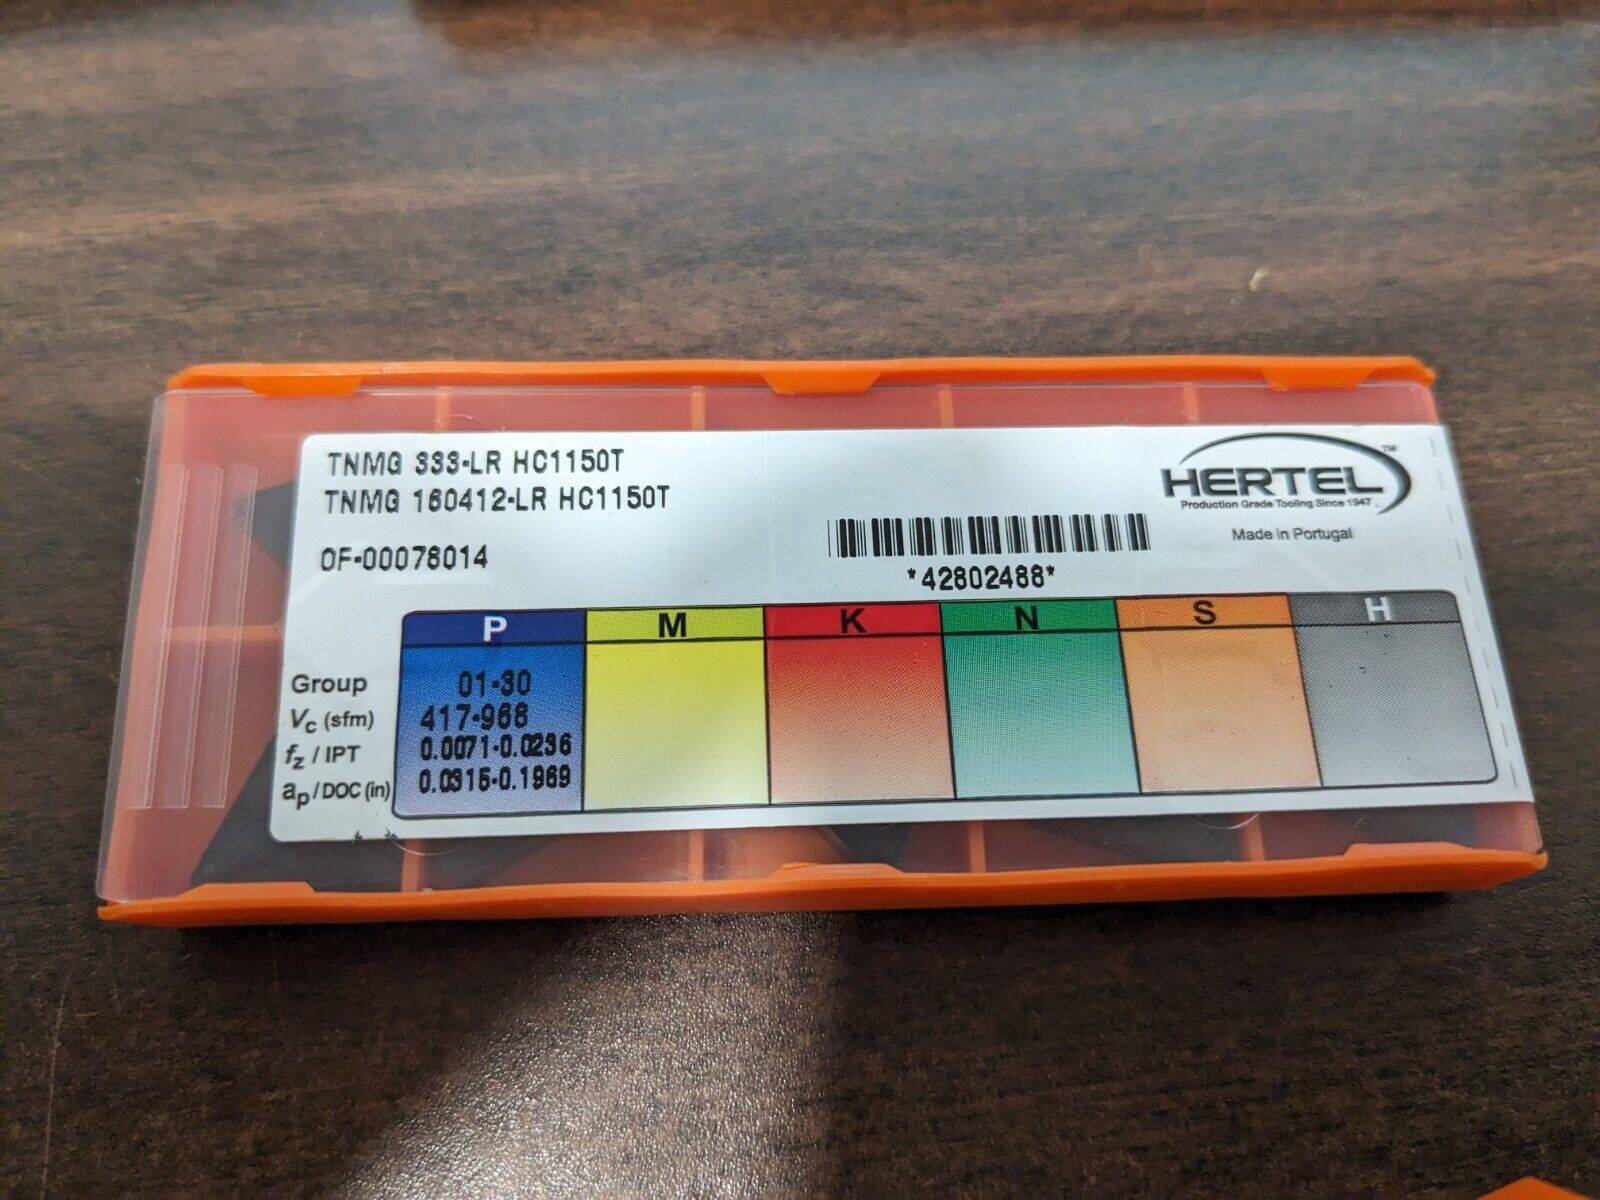 TNMG 333-LR HC1150T
TNMG 160412-LR HC1150T
HERTEL™
Production Grade Tooling Since 1947
Made in Portugal
OF-00078014
*42802488*
P M K N S H
Group 01-30
Vc (sfm) 417-968
fz / IPT 0.0071-0.0236
ap/DOC (in) 0.0315-0.1969